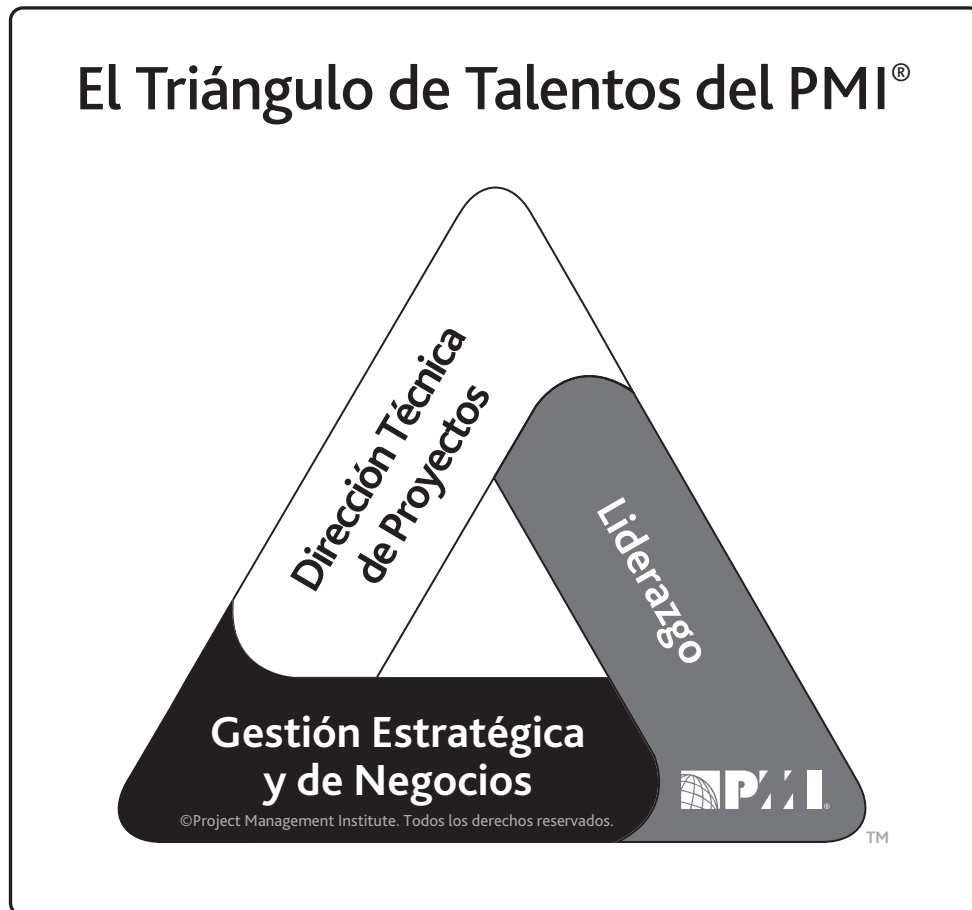 El Triángulo de Talentos del PMI®
Dirección Técnica
de Proyectos
Liderazgo
Gestión Estratégica
y de Negocios
©Project Management Institute. Todos los derechos reservados.
PMI®
TM